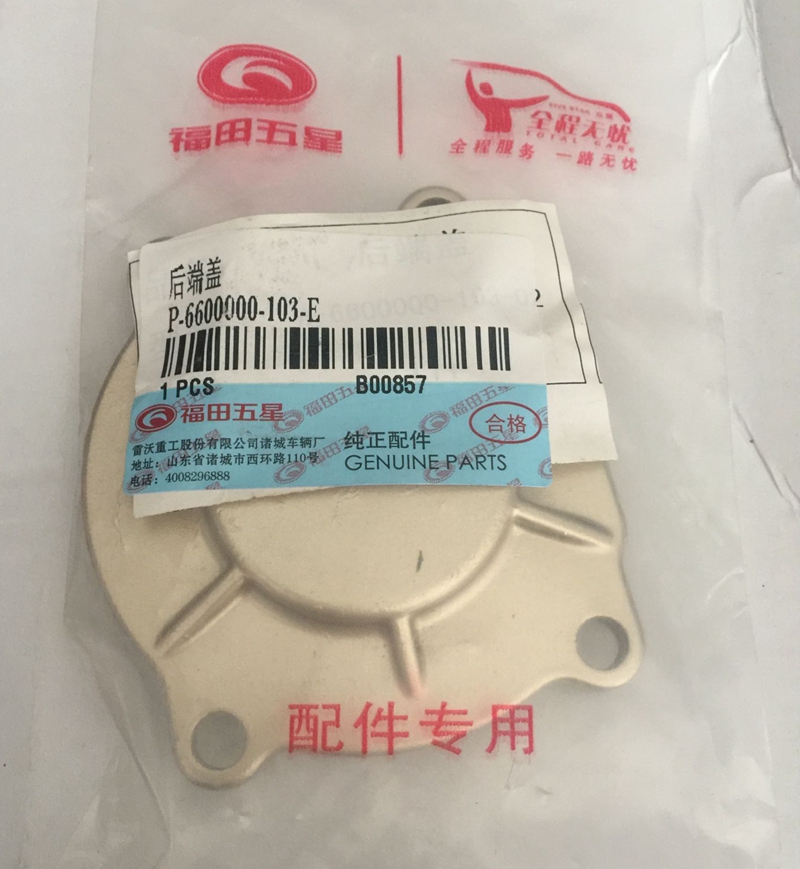 福田五星
FIVE STAR 五星
全程无忧
TOTAL CARE
全程服务 一路无忧
后端盖
P-6600000-103-E
1 PCS B00857
福田五星
合格
雷沃重工股份有限公司诸城车辆厂
地址：山东省诸城市西环路110号
电话：4008296888
纯正配件
GENUINE PARTS
配件专用